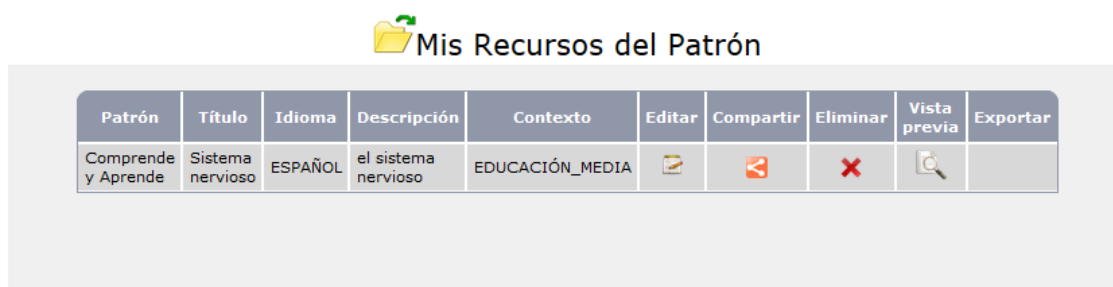 Mis Recursos del Patrón
Patrón Título Idioma Descripción Contexto Editar Compartir Eliminar Vista previa Exportar
Comprende y Aprende Sistema nervioso ESPAÑOL el sistema nervioso EDUCACIÓN_MEDIA